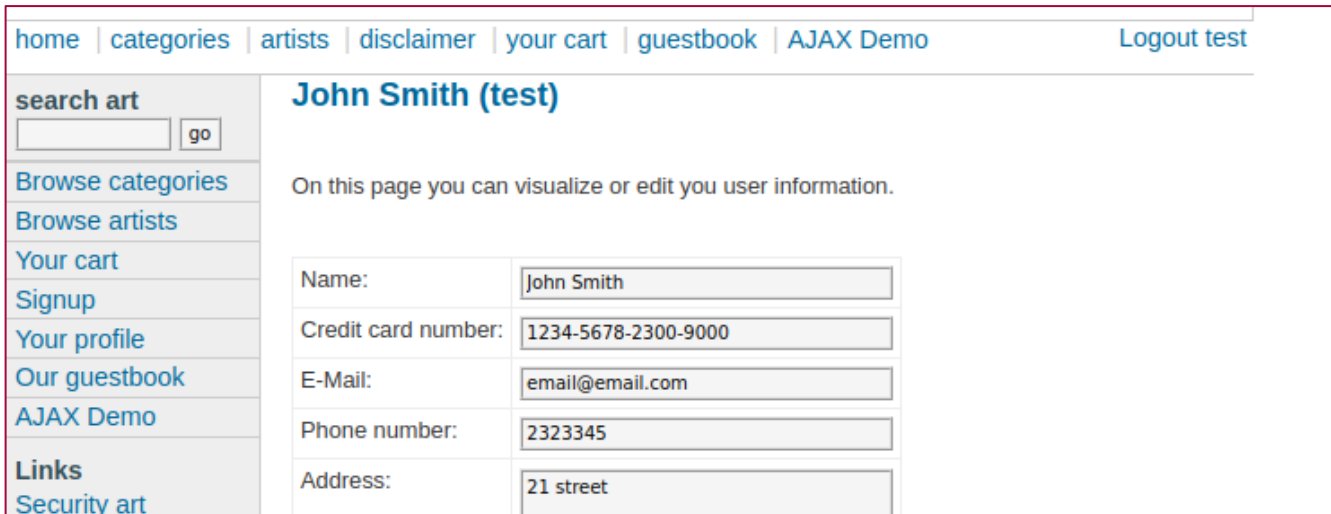 home | categories | artists | disclaimer | your cart | guestbook | AJAX Demo Logout test
search art
go
Browse categories
Browse artists
Your cart
Signup
Your profile
Our guestbook
AJAX Demo
Links
Security art
John Smith (test)
On this page you can visualize or edit you user information.
Name: John Smith
Credit card number: 1234-5678-2300-9000
E-Mail: email@email.com
Phone number: 2323345
Address: 21 street